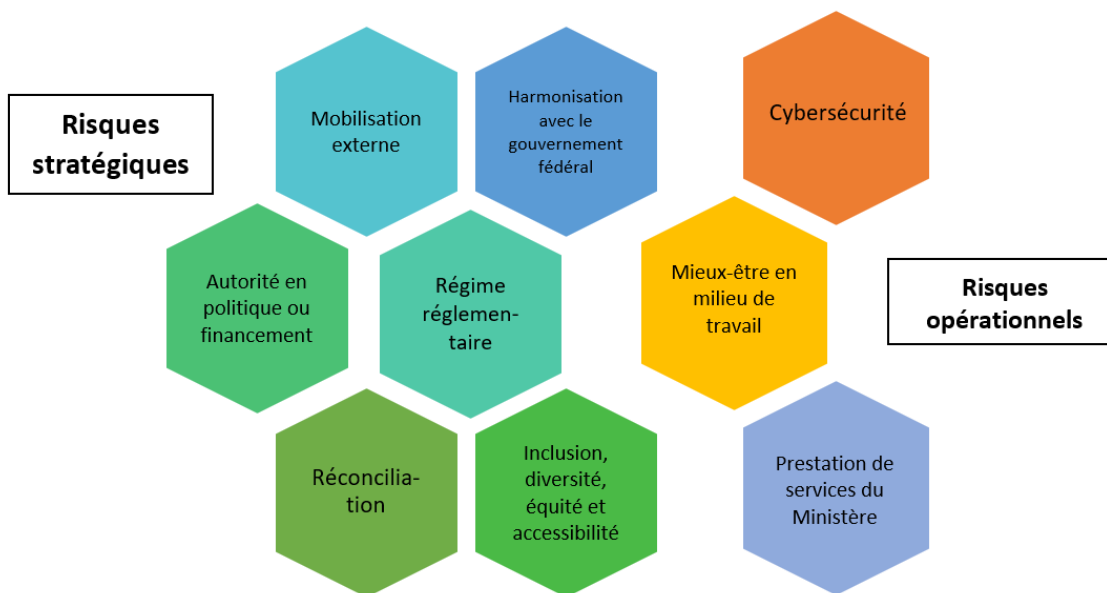 Risques
stratégiques
Mobilisation
externe
Harmonisation
avec le
gouvernement
fédéral
Cybersécurité
Autorité en
politique ou
financement
Régime
réglemen-
taire
Mieux-être en
milieu de
travail
Risques
opérationnels
Réconcilia-
tion
Inclusion,
diversité,
équité et
accessibilité
Prestation de
services du
Ministère